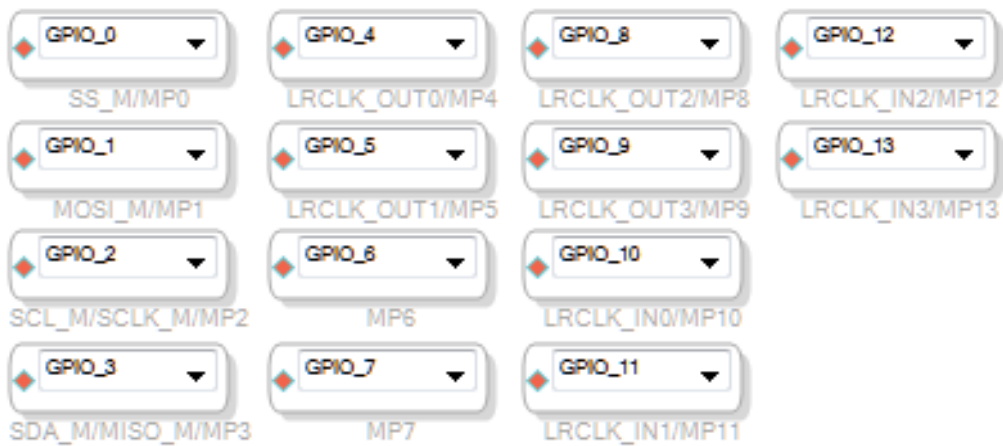 GPIO_0 GPIO_4 GPIO_8 GPIO_12
SS_M/MP0 LRCLK_OUT0/MP4 LRCLK_OUT2/MP8 LRCLK_IN2/MP12
GPIO_1 GPIO_5 GPIO_9 GPIO_13
MOSI_M/MP1 LRCLK_OUT1/MP5 LRCLK_OUT3/MP9 LRCLK_IN3/MP13
GPIO_2 GPIO_6 GPIO_10
SCL_M/SCLK_M/MP2 MP6 LRCLK_IN0/MP10
GPIO_3 GPIO_7 GPIO_11
SDA_M/MISO_M/MP3 MP7 LRCLK_IN1/MP11